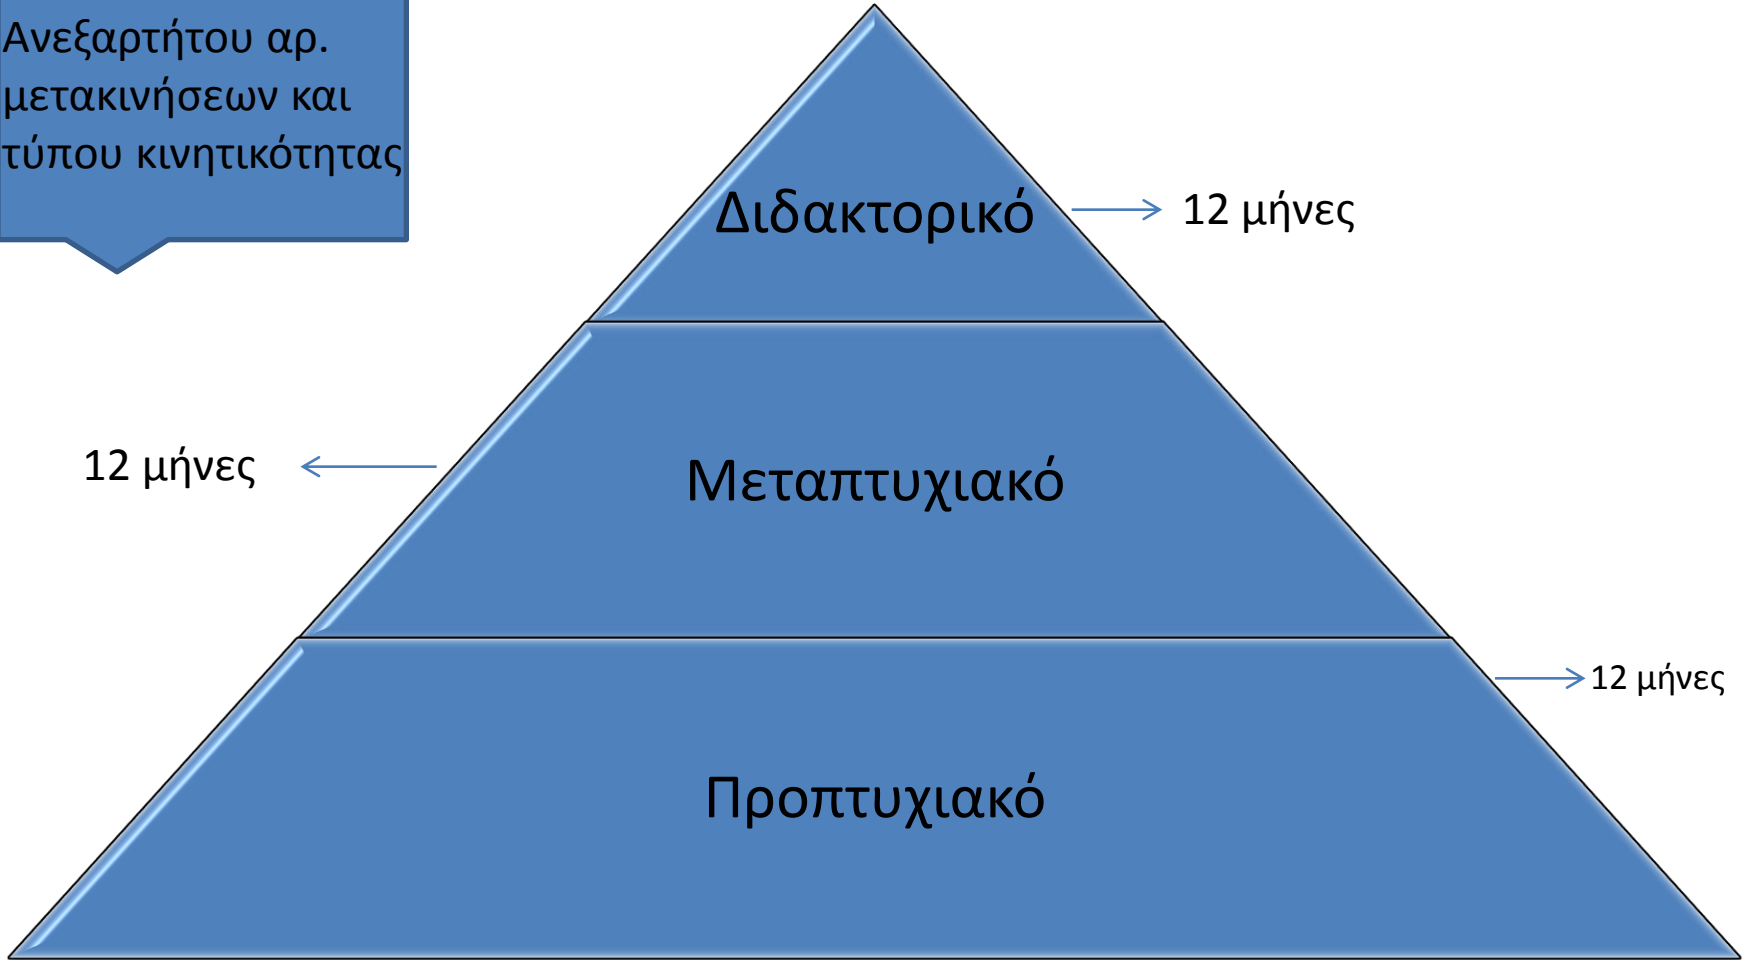 Ανεξαρτήτου αρ.
μετακινήσεων και
τύπου κινητικότητας
Διδακτορικό
12 μήνες
12 μήνες
Μεταπτυχιακό
12 μήνες
Προπτυχιακό